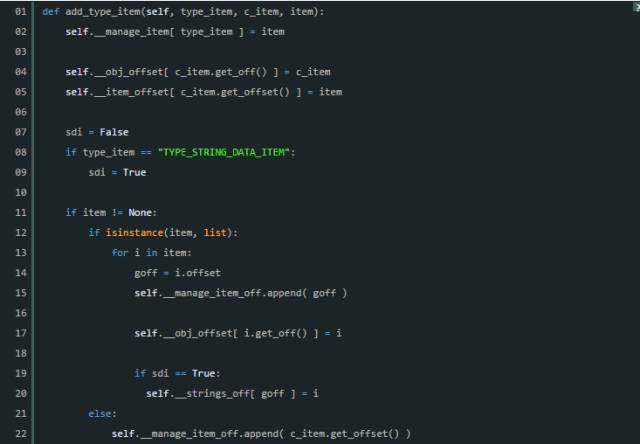 01 def add_type_item(self, type_item, c_item, item):
02     self.__manage_item[ type_item ] = item
03
04     self.__obj_offset[ c_item.get_off() ] = c_item
05     self.__item_offset[ c_item.get_offset() ] = item
06
07     sdi = False
08     if type_item == "TYPE_STRING_DATA_ITEM":
09         sdi = True
10
11     if item != None:
12         if isinstance(item, list):
13             for i in item:
14                 goff = i.offset
15                 self.__manage_item_off.append( goff )
16
17                 self.__obj_offset[ i.get_off() ] = i
18
19                 if sdi == True:
20                   self.__strings_off[ goff ] = i
21         else:
22             self.__manage_item_off.append( c_item.get_offset() )